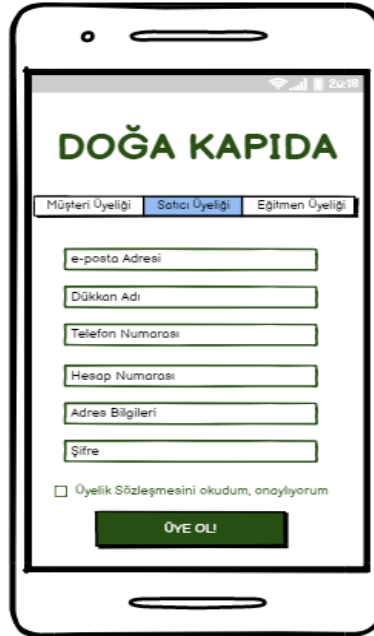 20:18
DOĞA KAPIDA
Müşteri Üyeliği Satıcı Üyeliği Eğitmen Üyeliği
e-posta Adresi
Dükkan Adı
Telefon Numarası
Hesap Numarası
Adres Bilgileri
Şifre
Üyelik Sözleşmesini okudum, onaylıyorum
ÜYE OL!